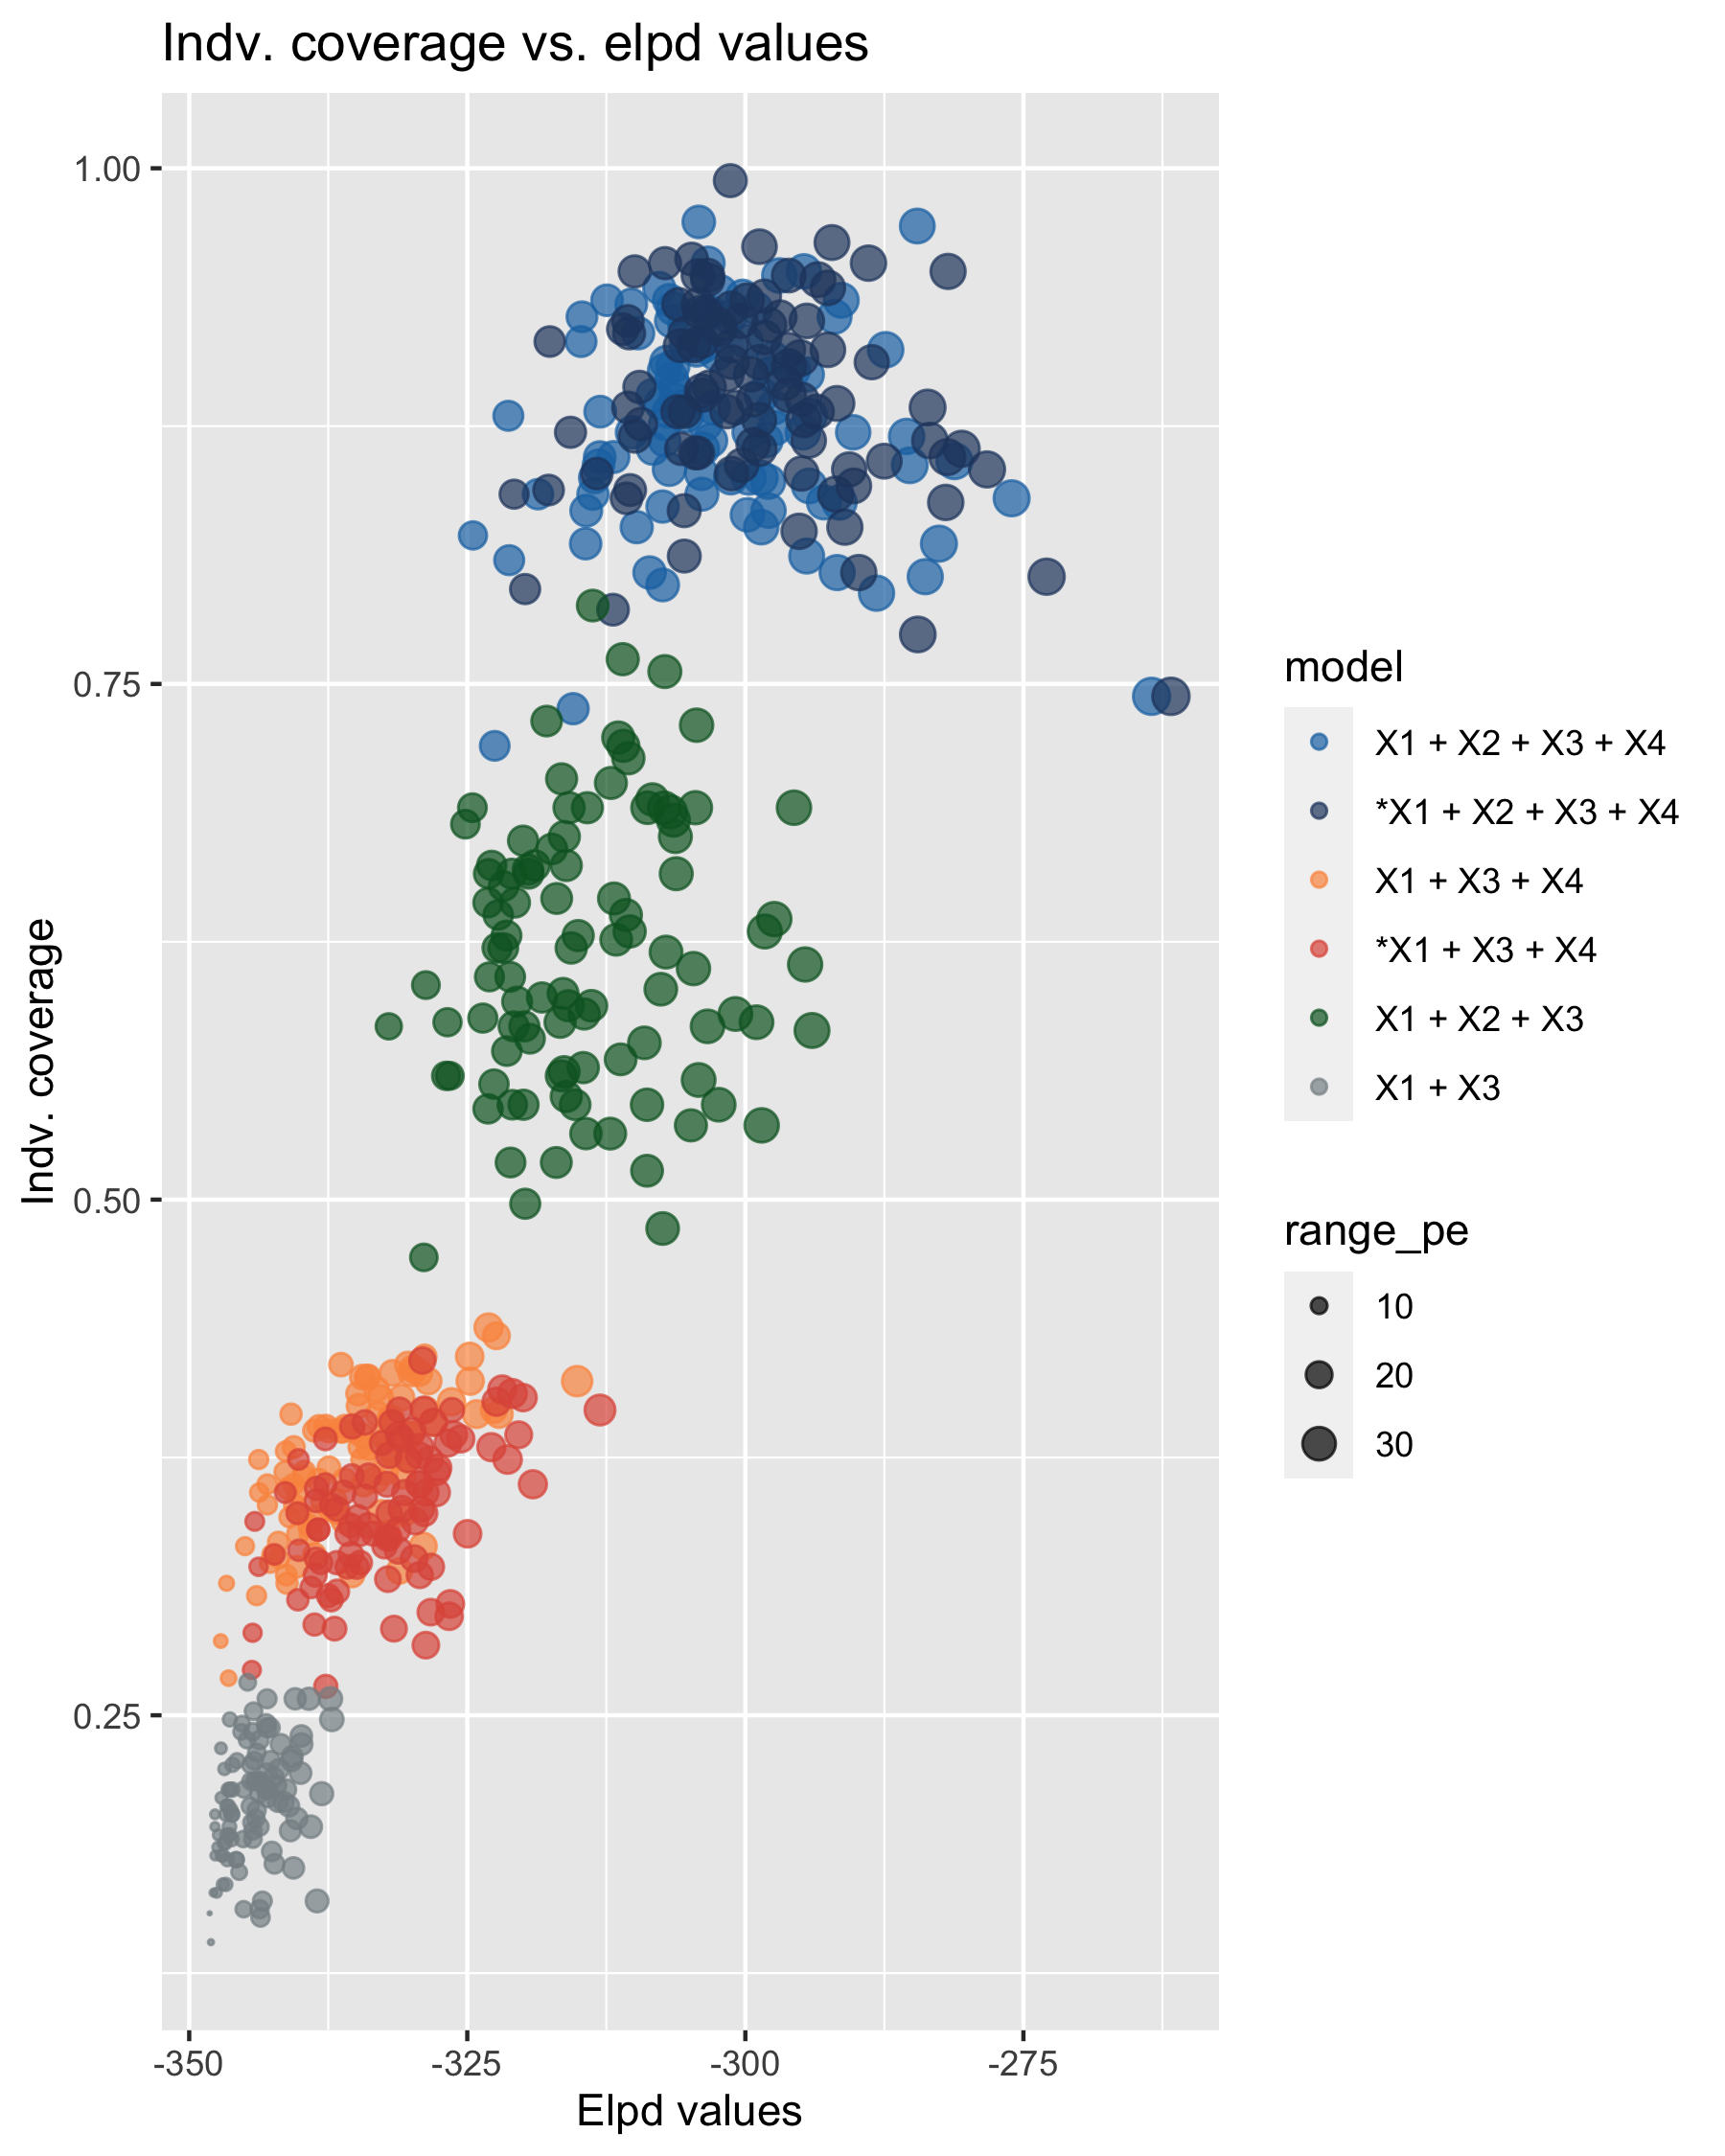 Indv. coverage vs. elpd values
1.00
0.75
0.50
0.25
Indv. coverage
-350
-325
-300
-275
Elpd values
model
X1 + X2 + X3 + X4
*X1 + X2 + X3 + X4
X1 + X3 + X4
*X1 + X3 + X4
X1 + X2 + X3
X1 + X3
range_pe
10
20
30